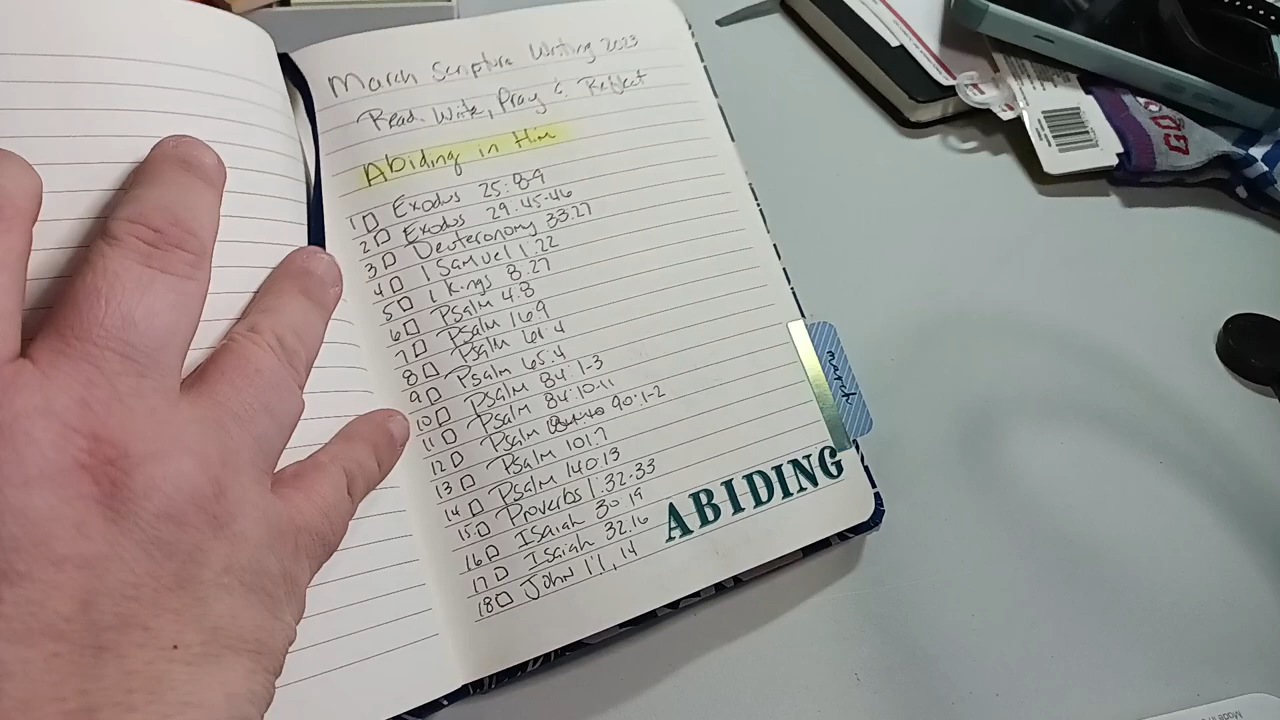 March Scripture Writing 2023
Read, Write, Pray & Reflect
Abiding in Him
1 Exodus 25:8-9
2 Exodus 29:45-46
3 Deuteronomy 33:27
4 1 Samuel 1:22
5 1 Kings 8:27
6 Psalm 4:8
7 Psalm 16:9
8 Psalm 61:4
9 Psalm 65:4
10 Psalm 84:1-3
11 Psalm 84:10-11
12 Psalm 90:1-2
13 Psalm 101:7
14 Psalm 140:13
15 Proverbs 1:32-33
16 Isaiah 30:19
17 Isaiah 32:16
18 John 1:1, 14
ABIDING
march
Made in